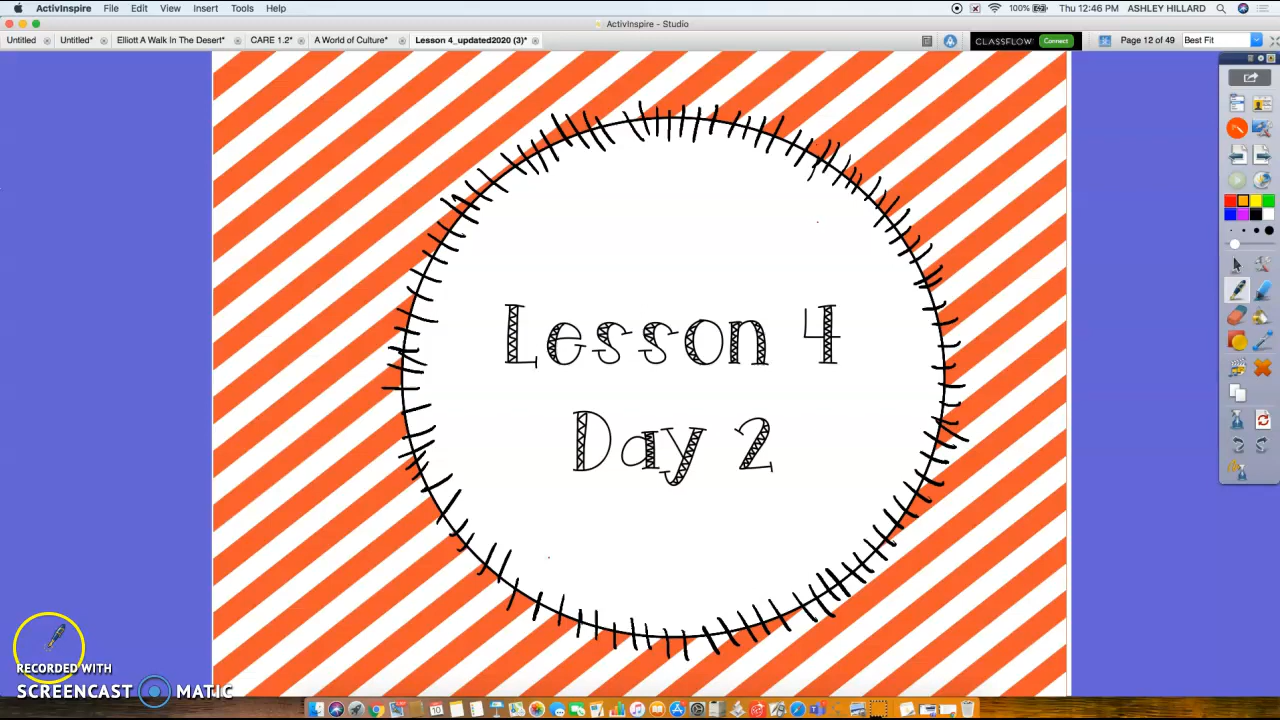 ActivInspire File Edit View Insert Tools Help 100% Thu 12:46 PM ASHLEY HILLARD
ActivInspire - Studio
Untitled Untitled* Elliott A Walk In The Desert* CARE 1.2* A World of Culture* Lesson 4_updated2020 (3)* CLASSFLOW Connect Page 12 of 49 Best Fit
Lesson 4
Day 2
RECORDED WITH
SCREENCAST MATIC